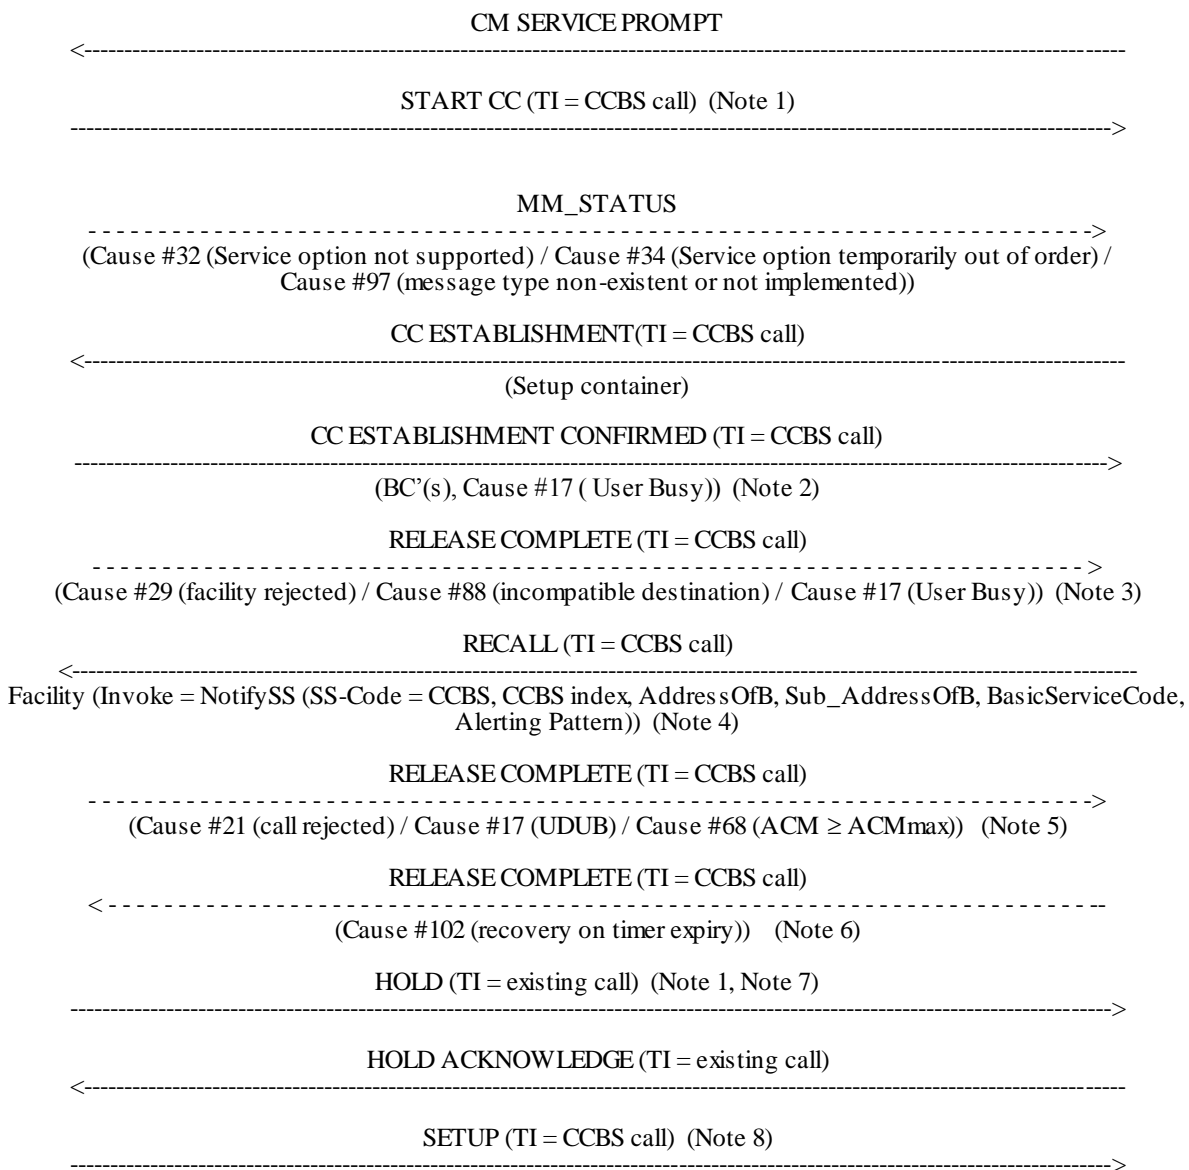 CM SERVICE PROMPT
<------------------------------------------------------------------------------------------------------------------------------------
START CC (TI = CCBS call) (Note 1)
------------------------------------------------------------------------------------------------------------------------------------>
MM_STATUS
- - - - - - - - - - - - - - - - - - - - - - - - - - - - - - - - - - - - - - - - - - - - - - - - - - - - - - - - - - - - - - - - - - - - - - ->
(Cause #32 (Service option not supported) / Cause #34 (Service option temporarily out of order) /
Cause #97 (message type non-existent or not implemented))
CC ESTABLISHMENT(TI = CCBS call)
<------------------------------------------------------------------------------------------------------------------------------------
(Setup container)
CC ESTABLISHMENT CONFIRMED (TI = CCBS call)
------------------------------------------------------------------------------------------------------------------------------------>
(BC'(s), Cause #17 ( User Busy)) (Note 2)
RELEASE COMPLETE (TI = CCBS call)
- - - - - - - - - - - - - - - - - - - - - - - - - - - - - - - - - - - - - - - - - - - - - - - - - - - - - - - - - - - - - - - - - - - - - - >
(Cause #29 (facility rejected) / Cause #88 (incompatible destination) / Cause #17 (User Busy)) (Note 3)
RECALL (TI = CCBS call)
<------------------------------------------------------------------------------------------------------------------------------------
Facility (Invoke = NotifySS (SS-Code = CCBS, CCBS index, AddressOfB, Sub_AddressOfB, BasicServiceCode,
Alerting Pattern)) (Note 4)
RELEASE COMPLETE (TI = CCBS call)
- - - - - - - - - - - - - - - - - - - - - - - - - - - - - - - - - - - - - - - - - - - - - - - - - - - - - - - - - - - - - - - - - - - - - - ->
(Cause #21 (call rejected) / Cause #17 (UDUB) / Cause #68 (ACM ≥ ACMmax)) (Note 5)
RELEASE COMPLETE (TI = CCBS call)
< - - - - - - - - - - - - - - - - - - - - - - - - - - - - - - - - - - - - - - - - - - - - - - - - - - - - - - - - - - - - - - - - - - - - - --
(Cause #102 (recovery on timer expiry)) (Note 6)
HOLD (TI = existing call) (Note 1, Note 7)
------------------------------------------------------------------------------------------------------------------------------------>
HOLD ACKNOWLEDGE (TI = existing call)
<------------------------------------------------------------------------------------------------------------------------------------
SETUP (TI = CCBS call) (Note 8)
------------------------------------------------------------------------------------------------------------------------------------>